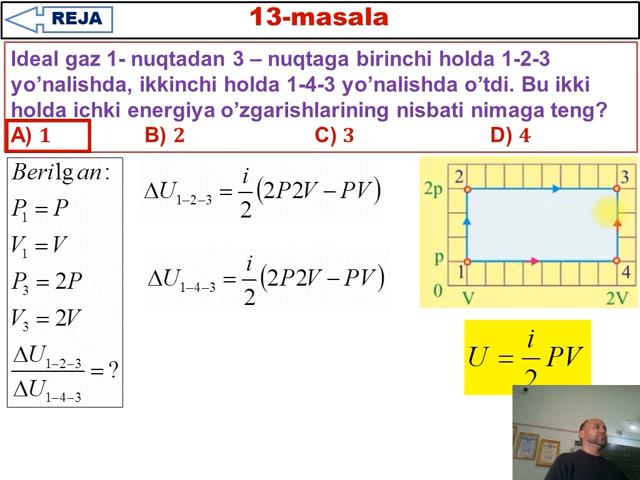 REJA
13-masala
Ideal gaz 1- nuqtadan 3 – nuqtaga birinchi holda 1-2-3
yo’nalishda, ikkinchi holda 1-4-3 yo’nalishda o’tdi. Bu ikki
holda ichki energiya o’zgarishlarining nisbati nimaga teng?
A) 1 B) 2 C) 3 D) 4
Berilgan:
P₁ = P
V₁ = V
P₃ = 2P
V₃ = 2V
ΔU₁₋₂₋₃ / ΔU₁₋₄₋₃ = ?
ΔU₁₋₂₋₃ = i/2 (2P2V − PV)
ΔU₁₋₄₋₃ = i/2 (2P2V − PV)
2 3
2p
p
1 4
0 V 2V
U = i/2 PV